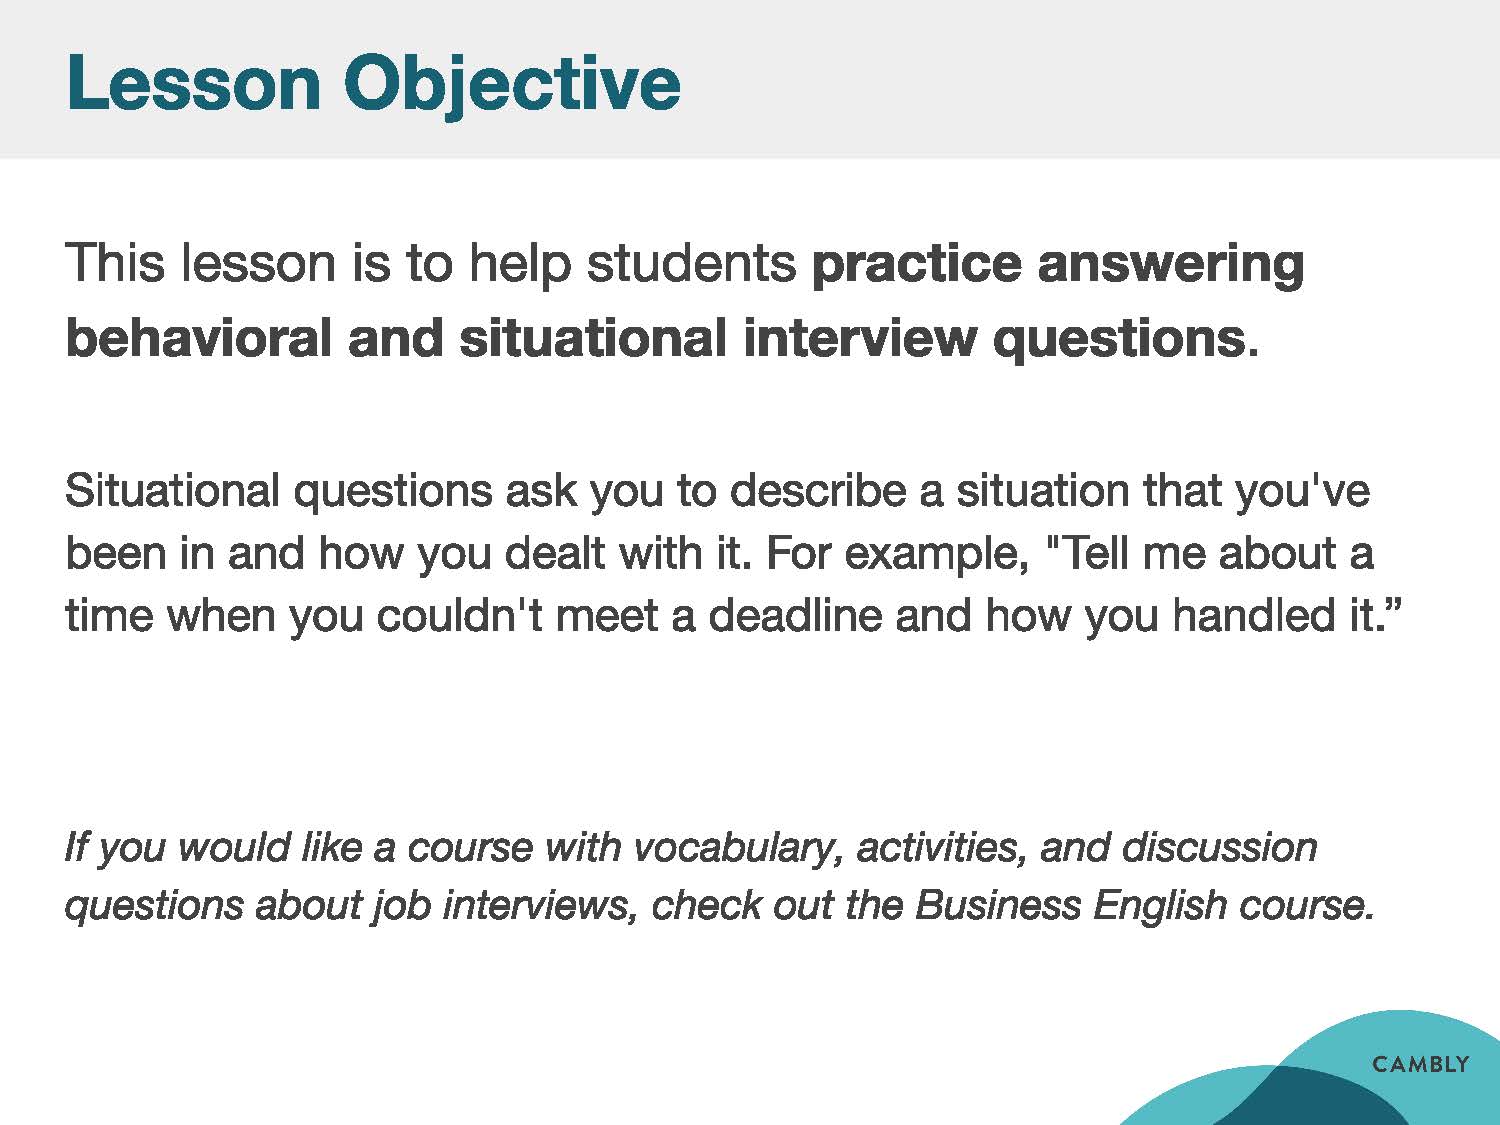 Lesson Objective
This lesson is to help students practice answering
behavioral and situational interview questions.
Situational questions ask you to describe a situation that you've
been in and how you dealt with it. For example, "Tell me about a
time when you couldn't meet a deadline and how you handled it.”
If you would like a course with vocabulary, activities, and discussion
questions about job interviews, check out the Business English course.
CAMBLY